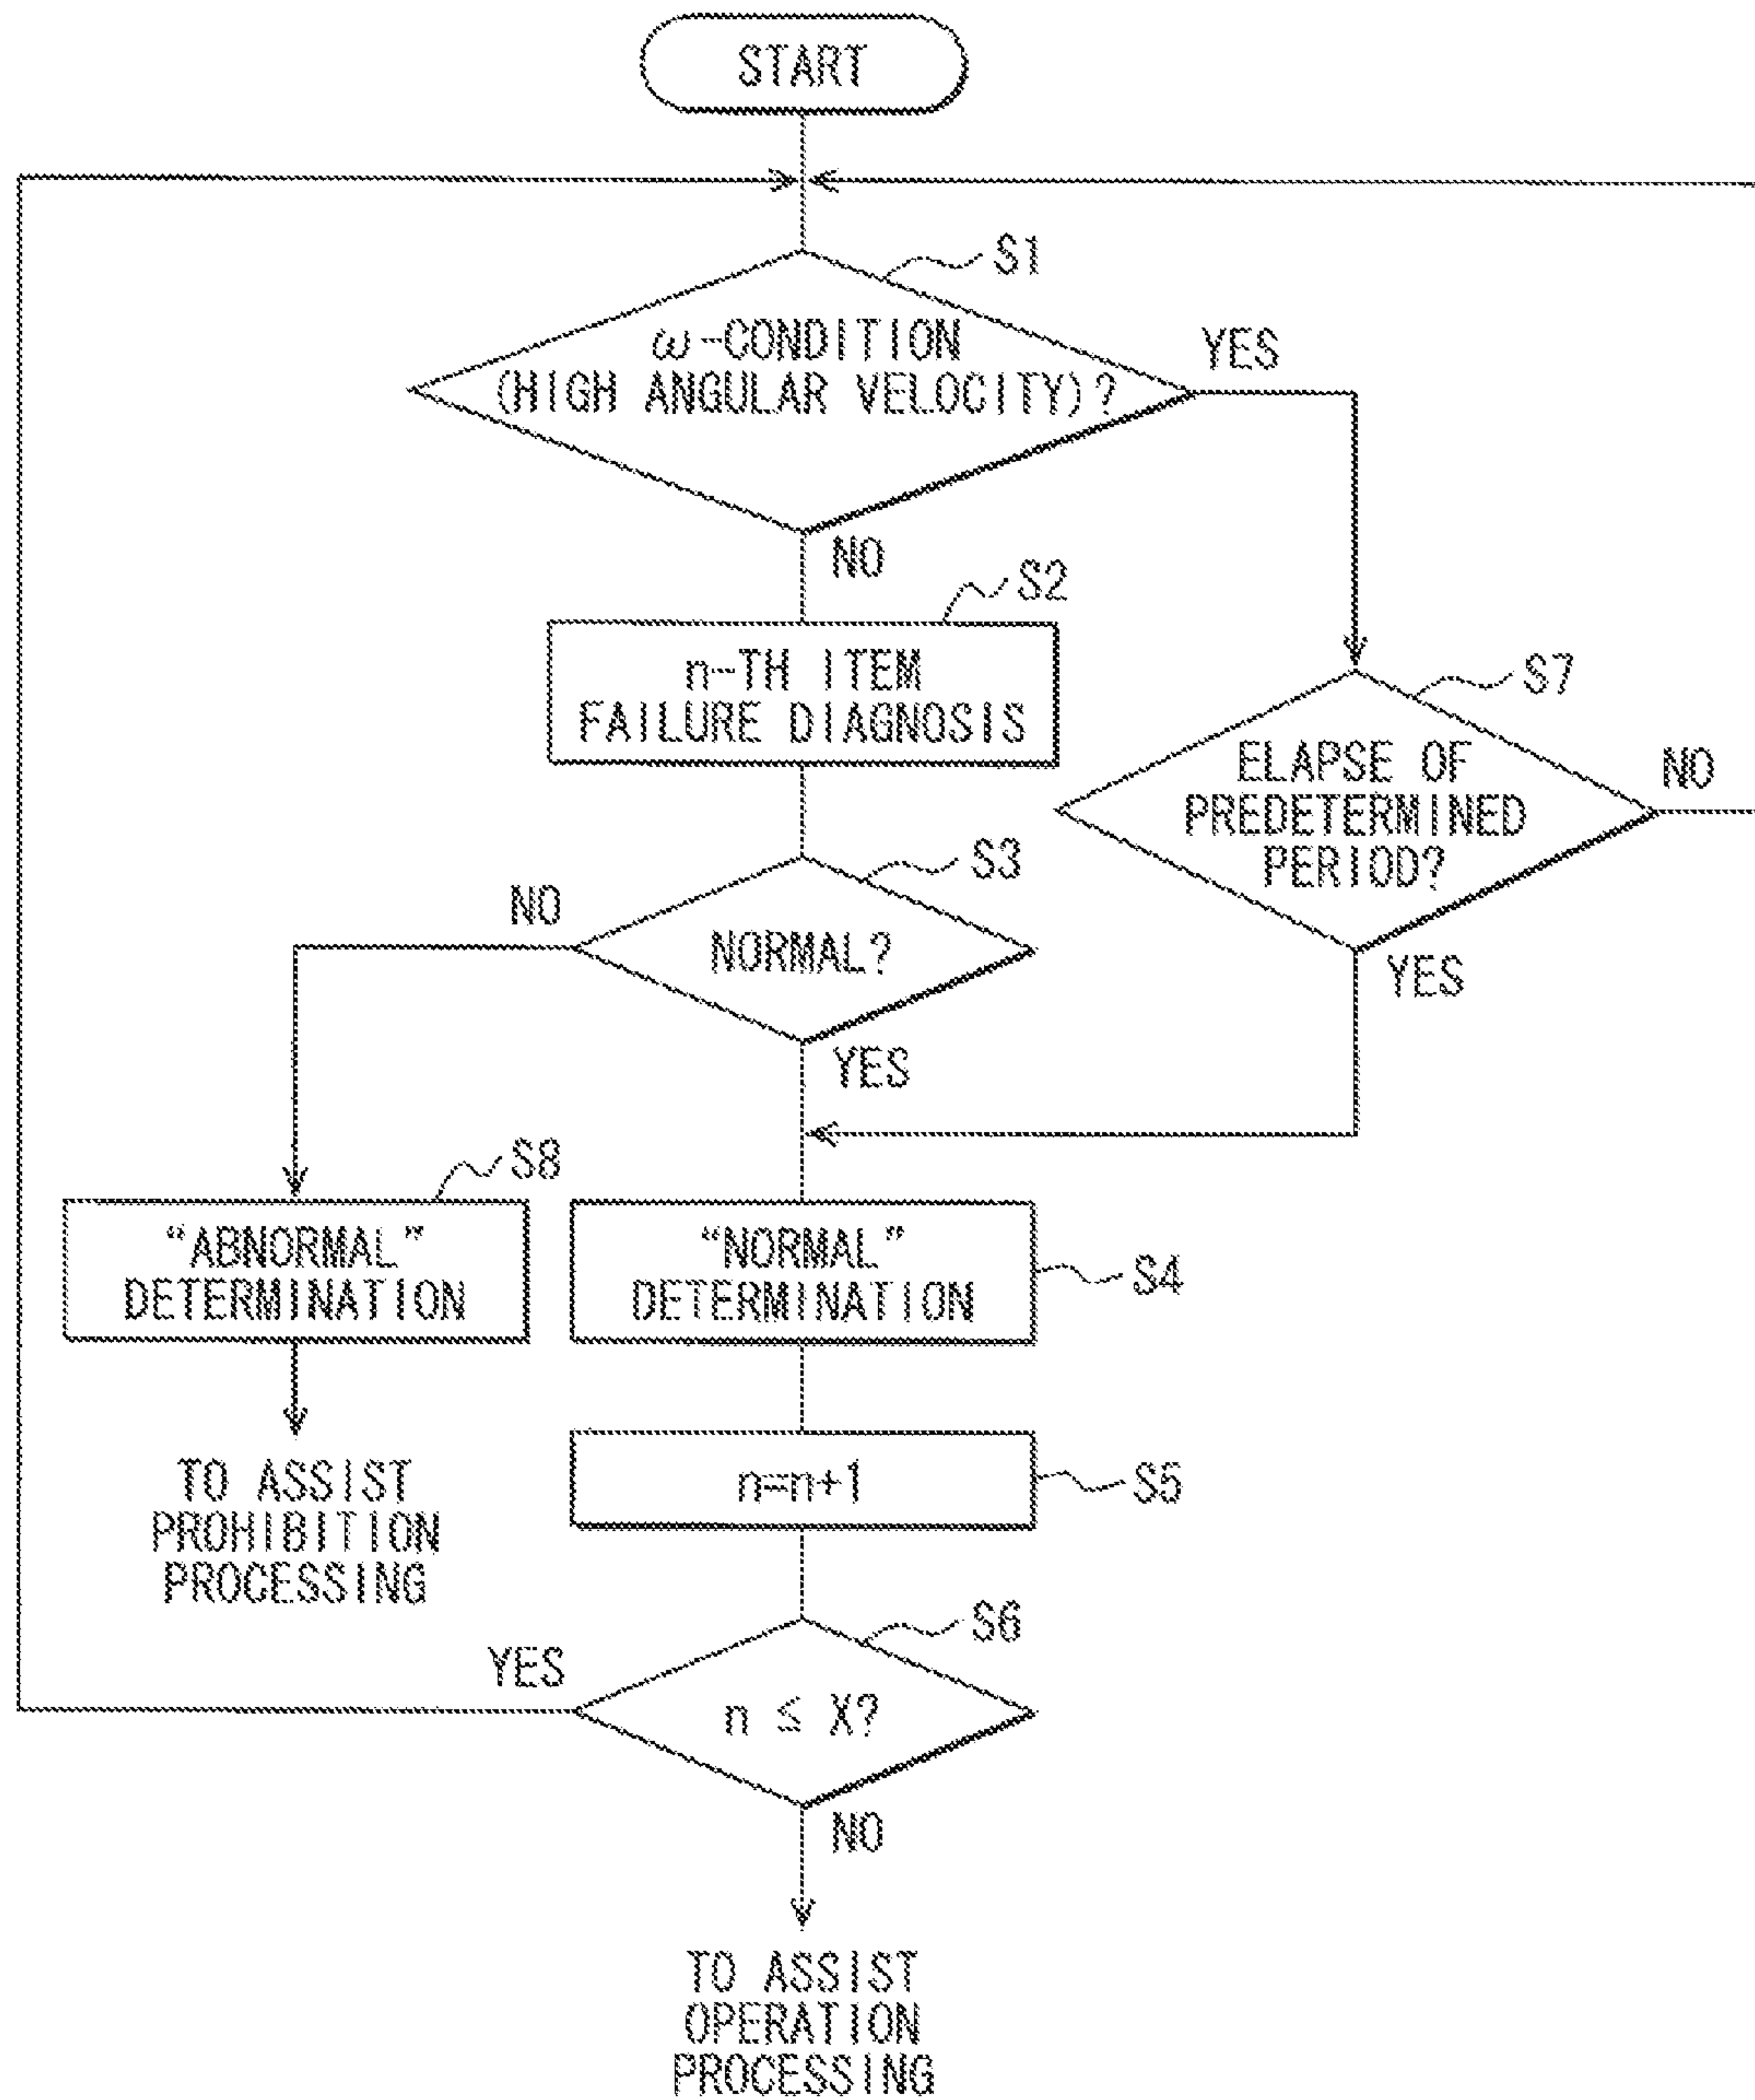 START
S1
ω-CONDITION
(HIGH ANGULAR VELOCITY)?
YES
NO
S2
n-TH ITEM
FAILURE DIAGNOSIS
S7
ELAPSE OF
PREDETERMINED
PERIOD?
NO
YES
S3
NORMAL?
NO
YES
S8
"ABNORMAL"
DETERMINATION
TO ASSIST
PROHIBITION
PROCESSING
"NORMAL"
DETERMINATION
S4
n=n+1
S5
S6
n ≤ X?
YES
NO
TO ASSIST
OPERATION
PROCESSING